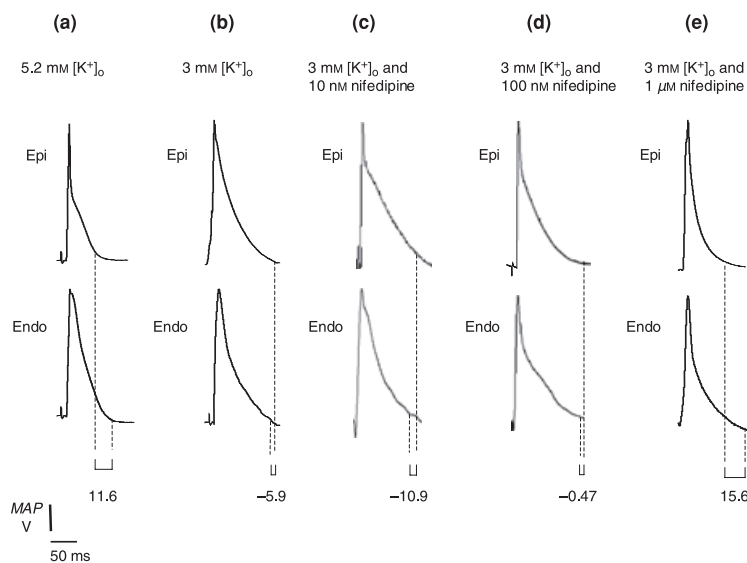 (a) (b) (c) (d) (e)
5.2 mM [K⁺]ₒ 3 mM [K⁺]ₒ 3 mM [K⁺]ₒ and 3 mM [K⁺]ₒ and 3 mM [K⁺]ₒ and
10 nM nifedipine 100 nM nifedipine 1 μM nifedipine
Epi Epi Epi Epi Epi
Endo Endo Endo Endo Endo
11.6 −5.9 −10.9 −0.47 15.6
MAP
V
50 ms